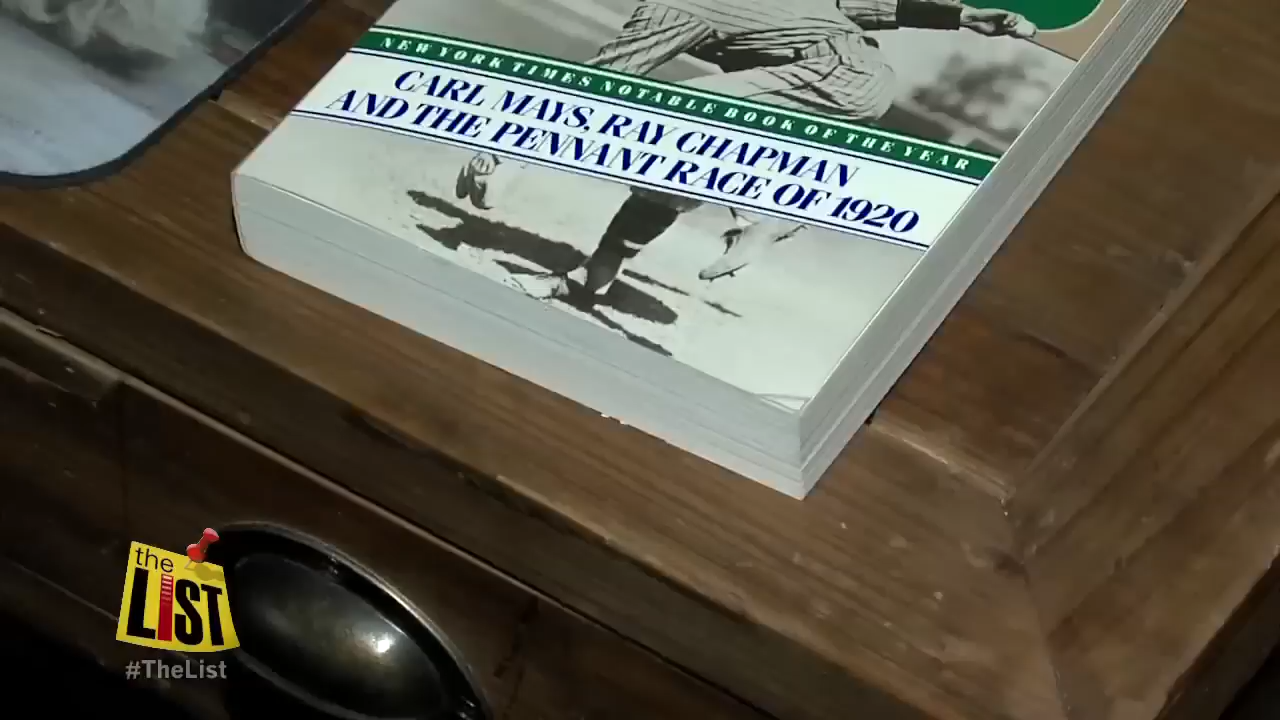 NEW YORK TIMES NOTABLE BOOK OF THE YEAR
CARL MAYS, RAY CHAPMAN
AND THE PENNANT RACE OF 1920
the
LiST
#TheList